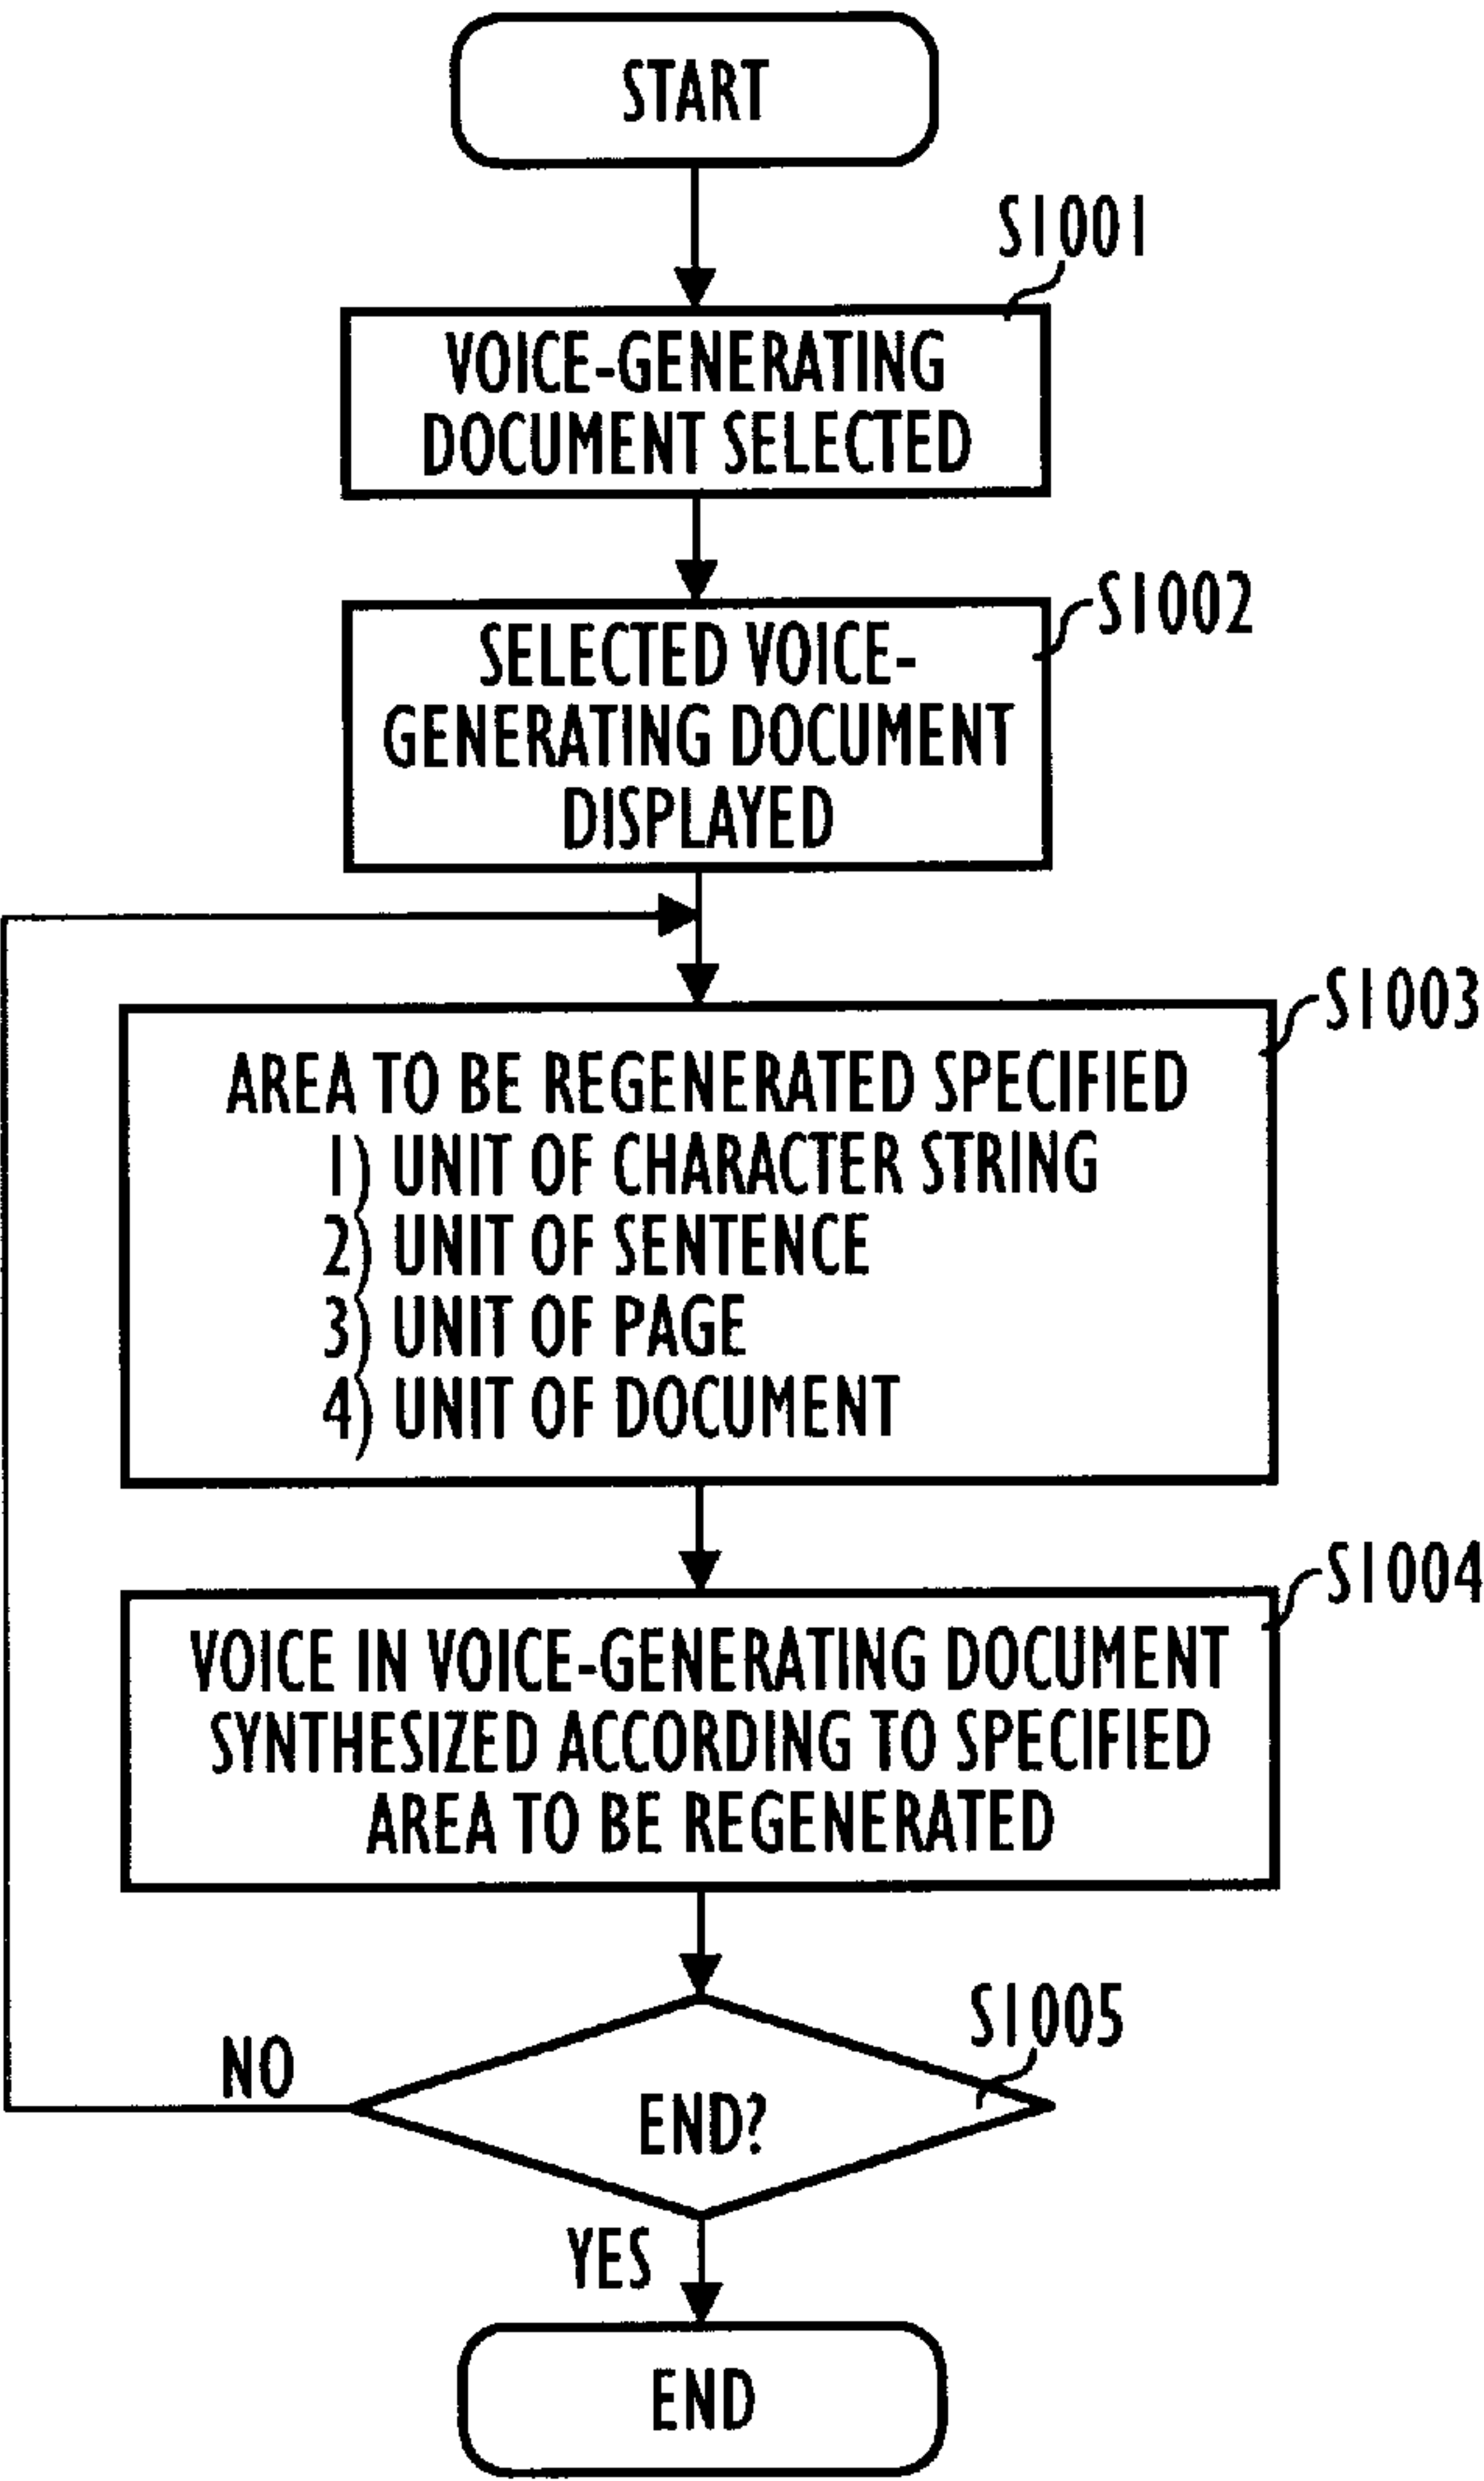 START
S1001
VOICE-GENERATING
DOCUMENT SELECTED
S1002
SELECTED VOICE-
GENERATING DOCUMENT
DISPLAYED
S1003
AREA TO BE REGENERATED SPECIFIED
1) UNIT OF CHARACTER STRING
2) UNIT OF SENTENCE
3) UNIT OF PAGE
4) UNIT OF DOCUMENT
S1004
VOICE IN VOICE-GENERATING DOCUMENT
SYNTHESIZED ACCORDING TO SPECIFIED
AREA TO BE REGENERATED
S1005
NO
END?
YES
END